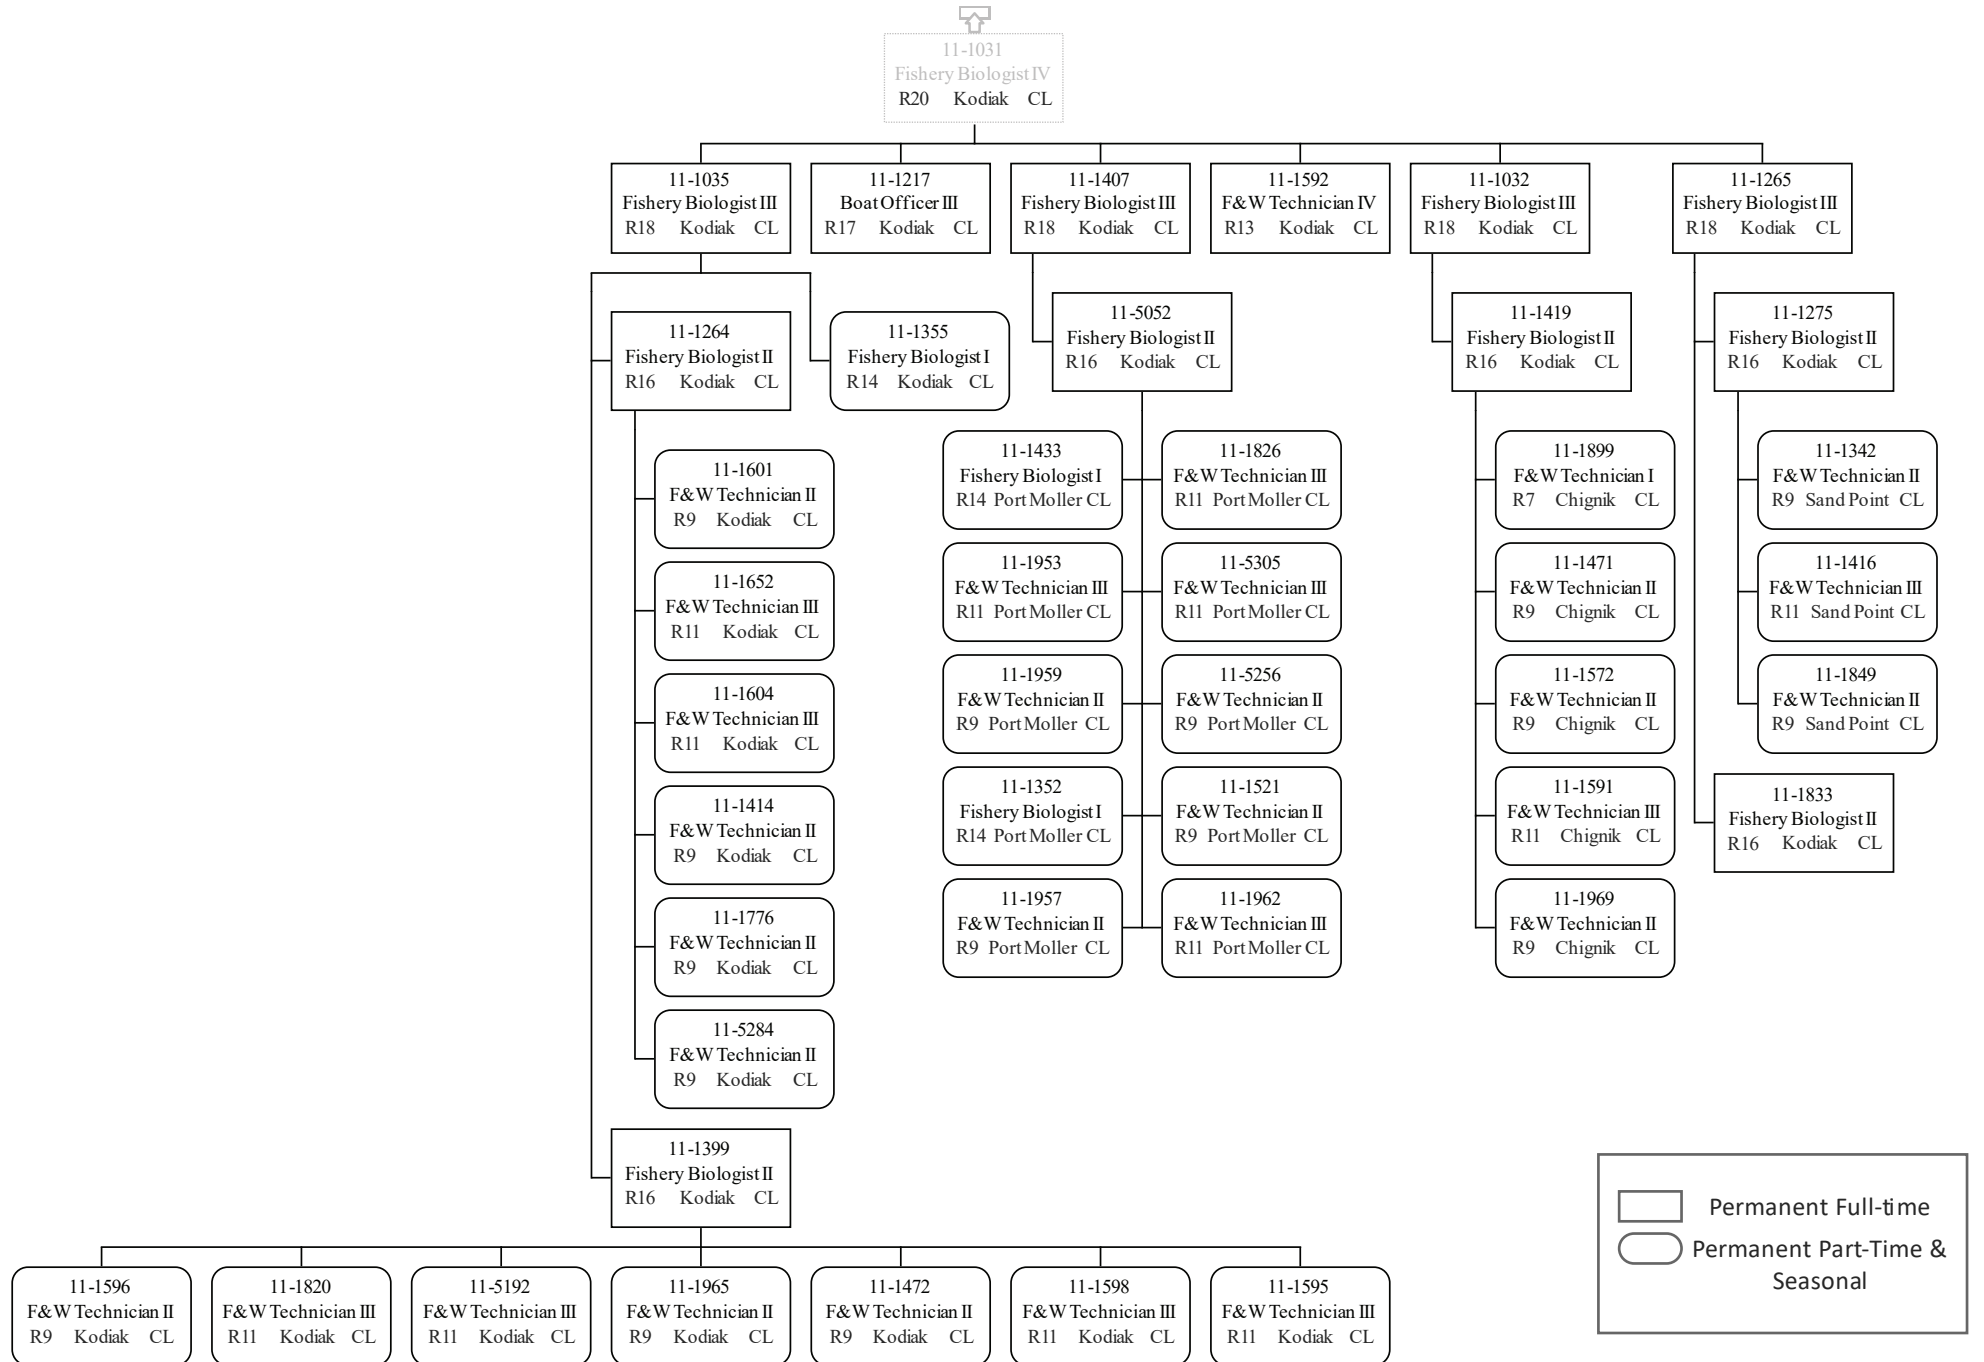 11-1031
Fishery Biologist IV
R20 Kodiak CL
11-1035
Fishery Biologist III
R18 Kodiak CL
11-1217
Boat Officer III
R17 Kodiak CL
11-1407
Fishery Biologist III
R18 Kodiak CL
11-1592
F&W Technician IV
R13 Kodiak CL
11-1032
Fishery Biologist III
R18 Kodiak CL
11-1265
Fishery Biologist III
R18 Kodiak CL
11-1264
Fishery Biologist II
R16 Kodiak CL
11-1355
Fishery Biologist I
R14 Kodiak CL
11-5052
Fishery Biologist II
R16 Kodiak CL
11-1419
Fishery Biologist II
R16 Kodiak CL
11-1275
Fishery Biologist II
R16 Kodiak CL
11-1601
F&W Technician II
R9 Kodiak CL
11-1652
F&W Technician III
R11 Kodiak CL
11-1604
F&W Technician III
R11 Kodiak CL
11-1414
F&W Technician II
R9 Kodiak CL
11-1776
F&W Technician II
R9 Kodiak CL
11-5284
F&W Technician II
R9 Kodiak CL
11-1433
Fishery Biologist I
R14 Port Moller CL
11-1826
F&W Technician III
R11 Port Moller CL
11-1953
F&W Technician III
R11 Port Moller CL
11-5305
F&W Technician III
R11 Port Moller CL
11-1959
F&W Technician II
R9 Port Moller CL
11-5256
F&W Technician II
R9 Port Moller CL
11-1352
Fishery Biologist I
R14 Port Moller CL
11-1521
F&W Technician II
R9 Port Moller CL
11-1957
F&W Technician II
R9 Port Moller CL
11-1962
F&W Technician III
R11 Port Moller CL
11-1899
F&W Technician I
R7 Chignik CL
11-1471
F&W Technician II
R9 Chignik CL
11-1572
F&W Technician II
R9 Chignik CL
11-1591
F&W Technician III
R11 Chignik CL
11-1969
F&W Technician II
R9 Chignik CL
11-1342
F&W Technician II
R9 Sand Point CL
11-1416
F&W Technician III
R11 Sand Point CL
11-1849
F&W Technician II
R9 Sand Point CL
11-1833
Fishery Biologist II
R16 Kodiak CL
11-1399
Fishery Biologist II
R16 Kodiak CL
11-1596
F&W Technician II
R9 Kodiak CL
11-1820
F&W Technician III
R11 Kodiak CL
11-5192
F&W Technician III
R11 Kodiak CL
11-1965
F&W Technician II
R9 Kodiak CL
11-1472
F&W Technician II
R9 Kodiak CL
11-1598
F&W Technician III
R11 Kodiak CL
11-1595
F&W Technician III
R11 Kodiak CL
Permanent Full-time
Permanent Part-Time &
Seasonal